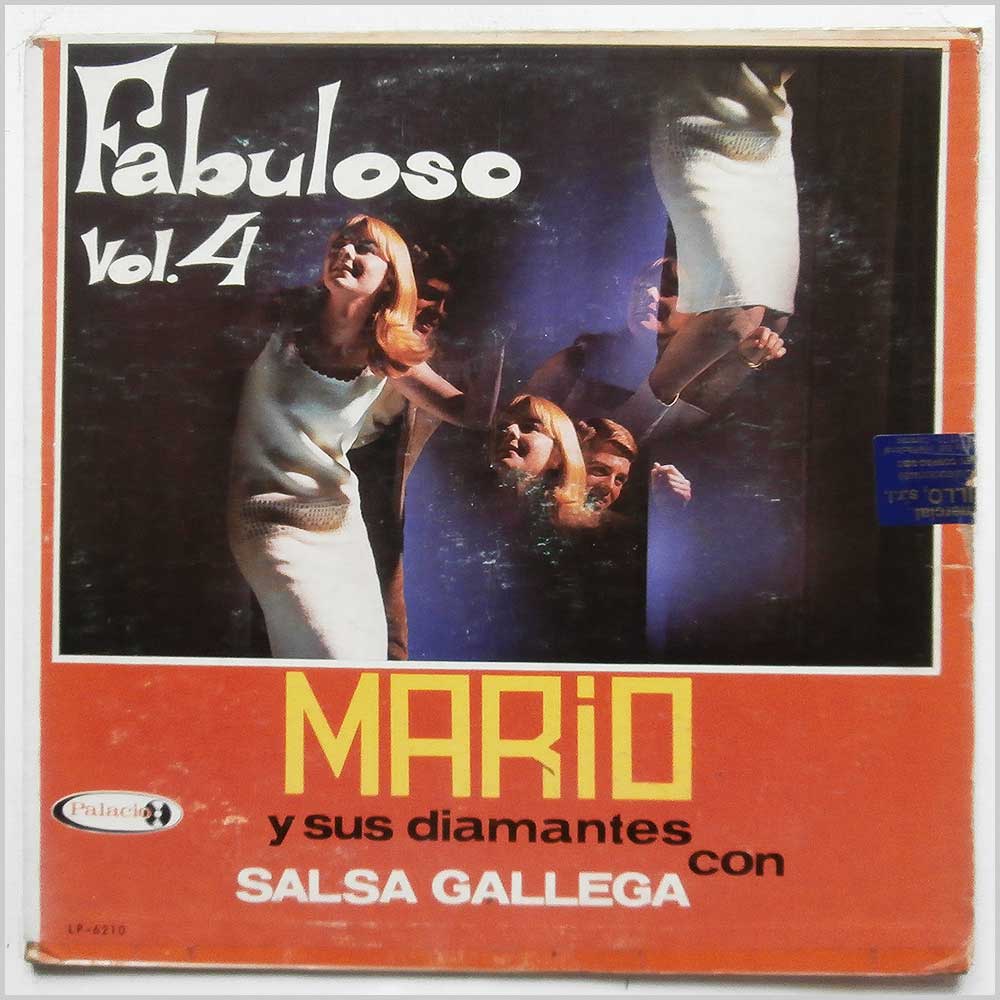 Fabuloso
Vol. 4
MARiO
y sus diamantes
con
SALSA GALLEGA
Palacio
LP-6210